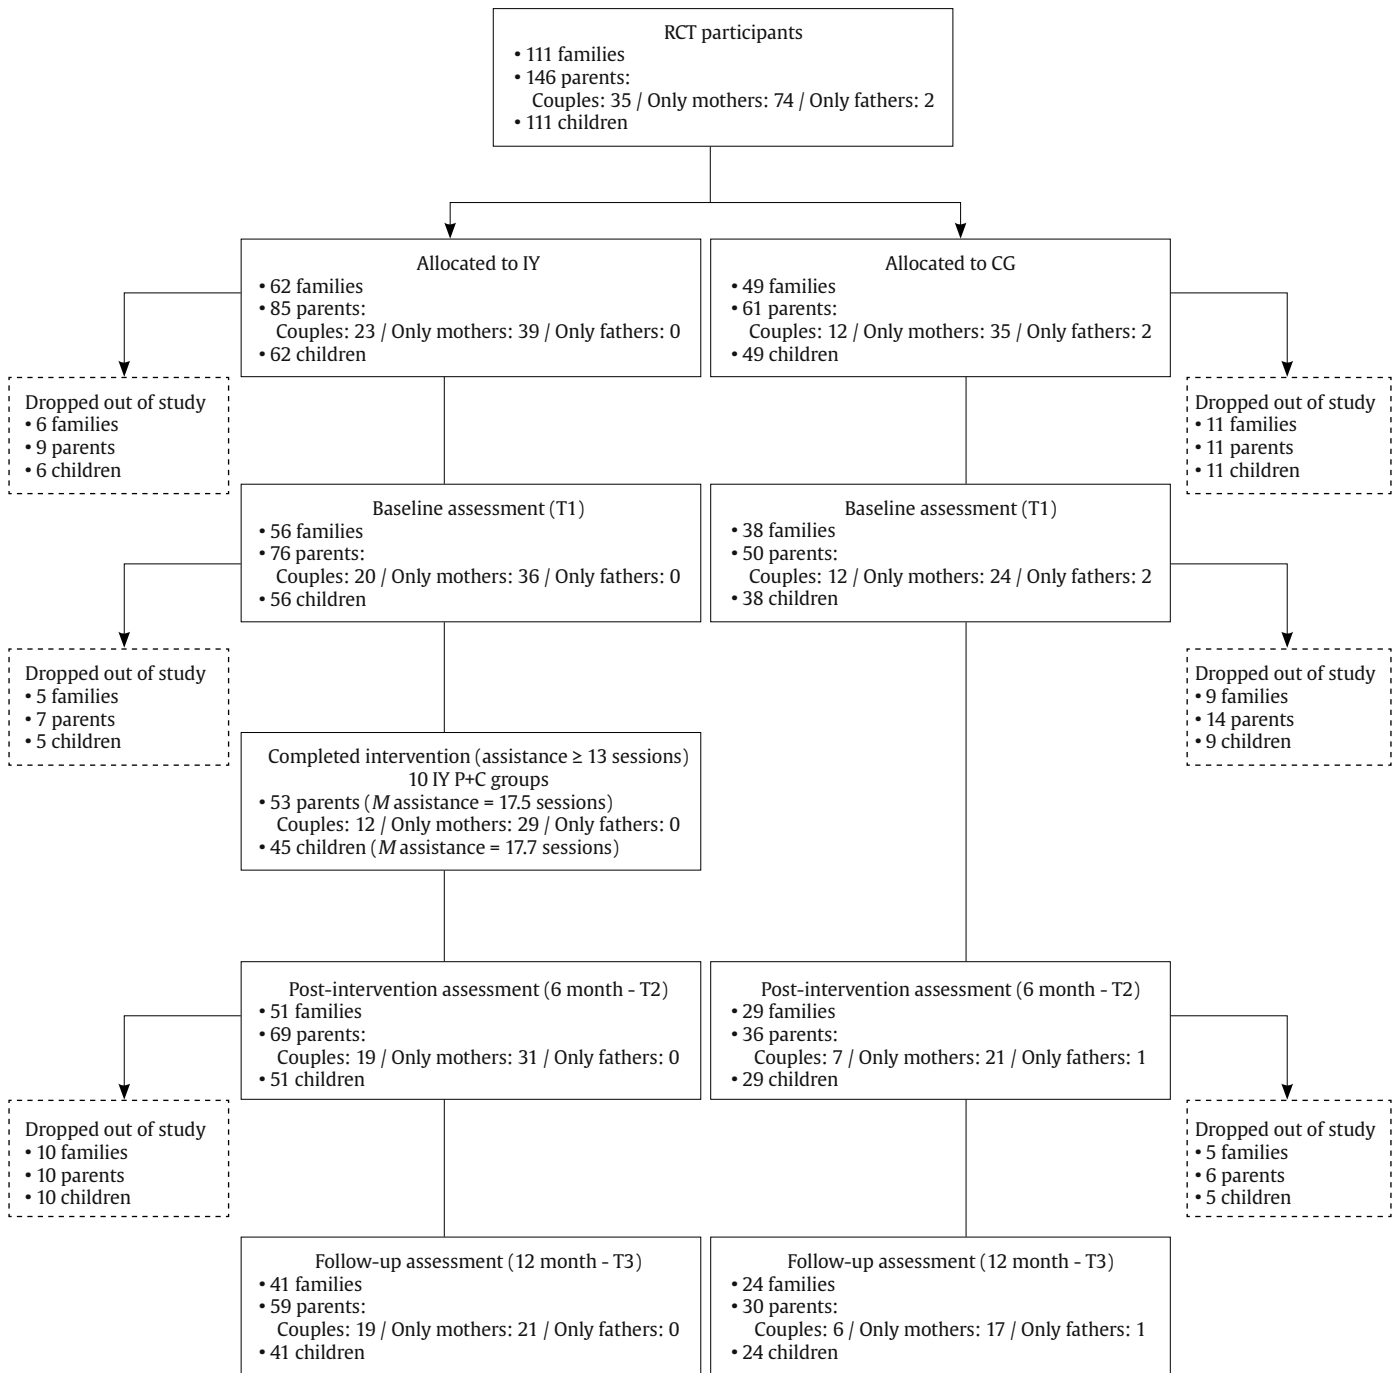 RCT participants
• 111 families
• 146 parents:
Couples: 35 / Only mothers: 74 / Only fathers: 2
• 111 children
Allocated to IY
• 62 families
• 85 parents:
Couples: 23 / Only mothers: 39 / Only fathers: 0
• 62 children
Allocated to CG
• 49 families
• 61 parents:
Couples: 12 / Only mothers: 35 / Only fathers: 2
• 49 children
Dropped out of study
• 6 families
• 9 parents
• 6 children
Dropped out of study
• 11 families
• 11 parents
• 11 children
Baseline assessment (T1)
• 56 families
• 76 parents:
Couples: 20 / Only mothers: 36 / Only fathers: 0
• 56 children
Baseline assessment (T1)
• 38 families
• 50 parents:
Couples: 12 / Only mothers: 24 / Only fathers: 2
• 38 children
Dropped out of study
• 5 families
• 7 parents
• 5 children
Dropped out of study
• 9 families
• 14 parents
• 9 children
Completed intervention (assistance ≥ 13 sessions)
10 IY P+C groups
• 53 parents (M assistance = 17.5 sessions)
Couples: 12 / Only mothers: 29 / Only fathers: 0
• 45 children (M assistance = 17.7 sessions)
Post-intervention assessment (6 month - T2)
• 51 families
• 69 parents:
Couples: 19 / Only mothers: 31 / Only fathers: 0
• 51 children
Post-intervention assessment (6 month - T2)
• 29 families
• 36 parents:
Couples: 7 / Only mothers: 21 / Only fathers: 1
• 29 children
Dropped out of study
• 10 families
• 10 parents
• 10 children
Dropped out of study
• 5 families
• 6 parents
• 5 children
Follow-up assessment (12 month - T3)
• 41 families
• 59 parents:
Couples: 19 / Only mothers: 21 / Only fathers: 0
• 41 children
Follow-up assessment (12 month - T3)
• 24 families
• 30 parents:
Couples: 6 / Only mothers: 17 / Only fathers: 1
• 24 children